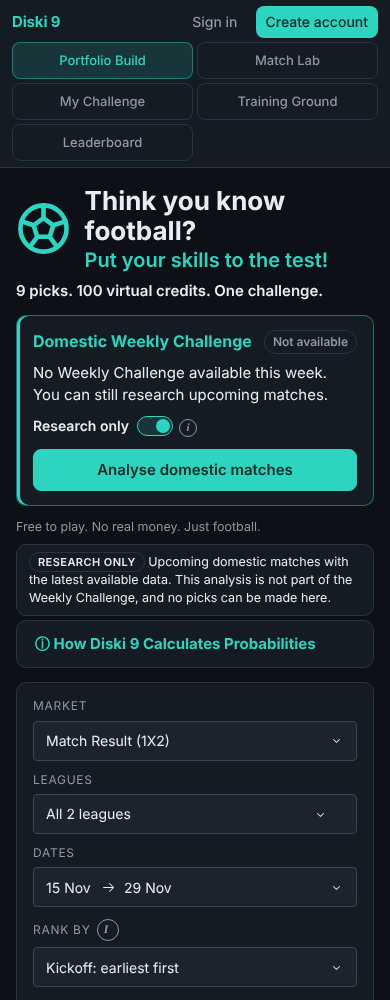 Diski 9
Sign in
Create account
Portfolio Build
Match Lab
My Challenge
Training Ground
Leaderboard
Think you know
football?
Put your skills to the test!
9 picks. 100 virtual credits. One challenge.
Domestic Weekly Challenge
Not available
No Weekly Challenge available this week.
You can still research upcoming matches.
Research only
i
Analyse domestic matches
Free to play. No real money. Just football.
RESEARCH ONLY Upcoming domestic matches with
the latest available data. This analysis is not part of the
Weekly Challenge, and no picks can be made here.
ⓘ How Diski 9 Calculates Probabilities
MARKET
Match Result (1X2)
LEAGUES
All 2 leagues
DATES
15 Nov → 29 Nov
RANK BY I
Kickoff: earliest first